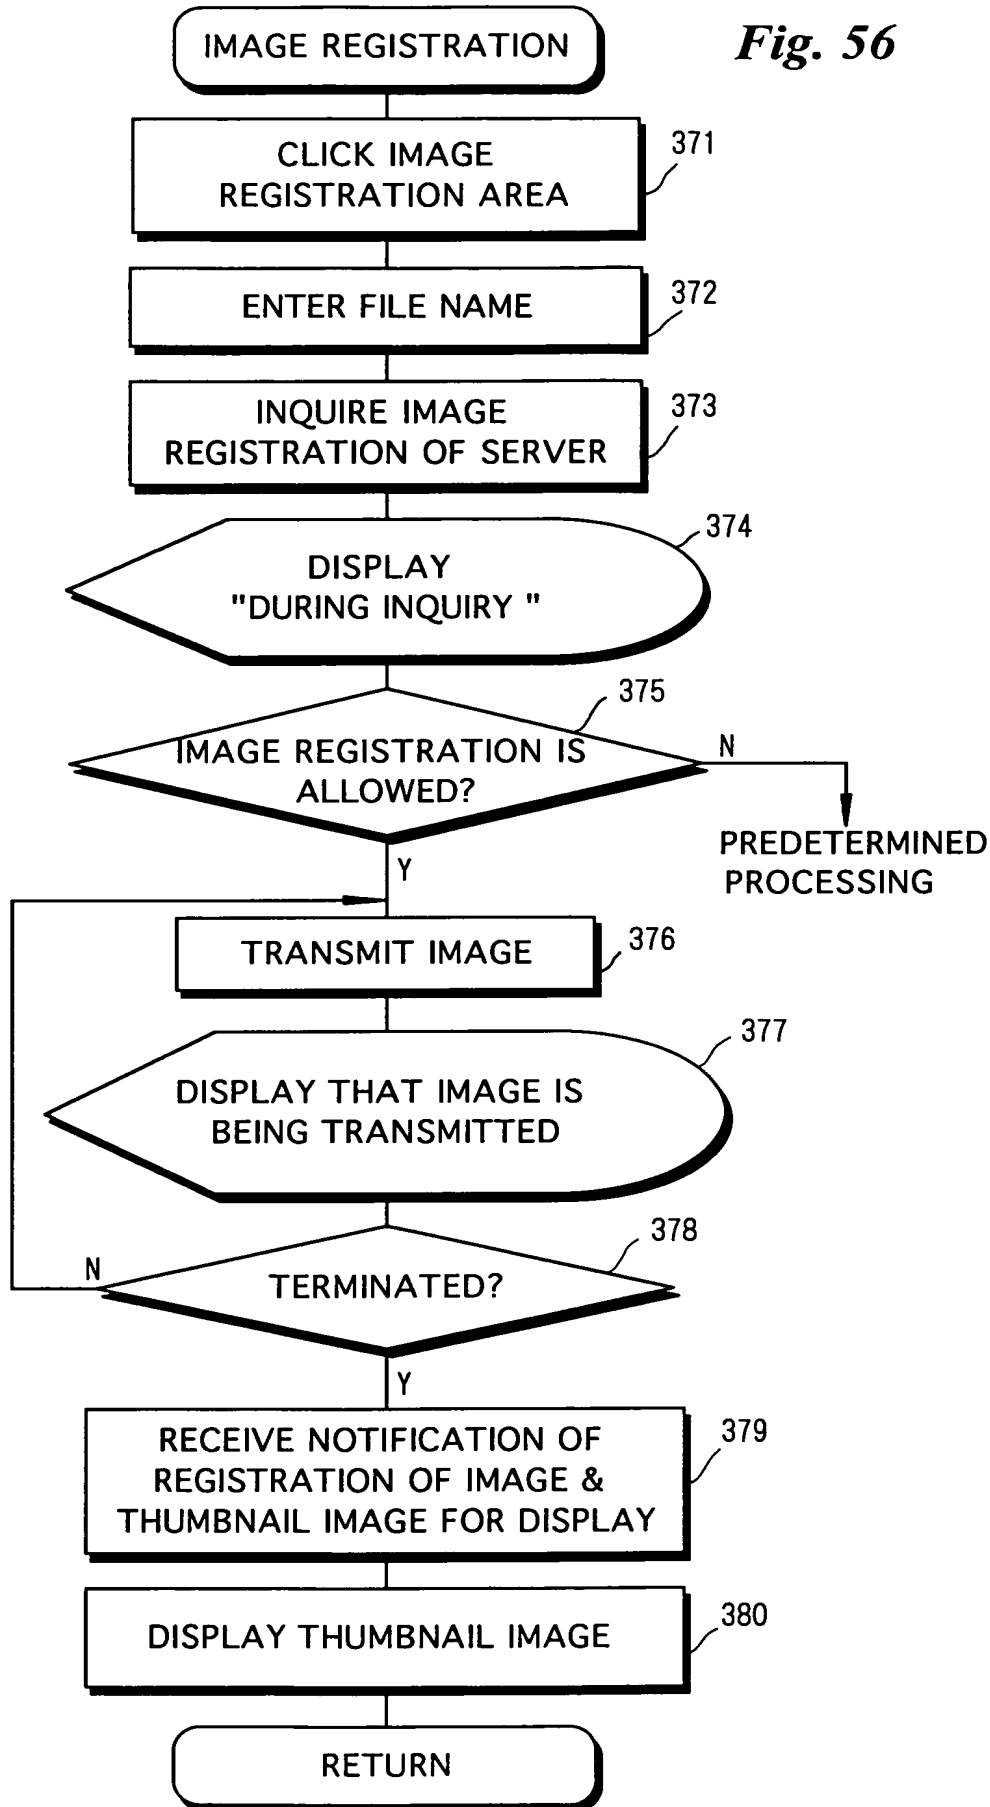 IMAGE REGISTRATION
Fig. 56
CLICK IMAGE
REGISTRATION AREA
371
ENTER FILE NAME
372
INQUIRE IMAGE
REGISTRATION OF SERVER
373
DISPLAY
"DURING INQUIRY "
374
IMAGE REGISTRATION IS
ALLOWED?
375
N
PREDETERMINED
PROCESSING
Y
TRANSMIT IMAGE
376
DISPLAY THAT IMAGE IS
BEING TRANSMITTED
377
TERMINATED?
378
N
Y
RECEIVE NOTIFICATION OF
REGISTRATION OF IMAGE &
THUMBNAIL IMAGE FOR DISPLAY
379
DISPLAY THUMBNAIL IMAGE
380
RETURN